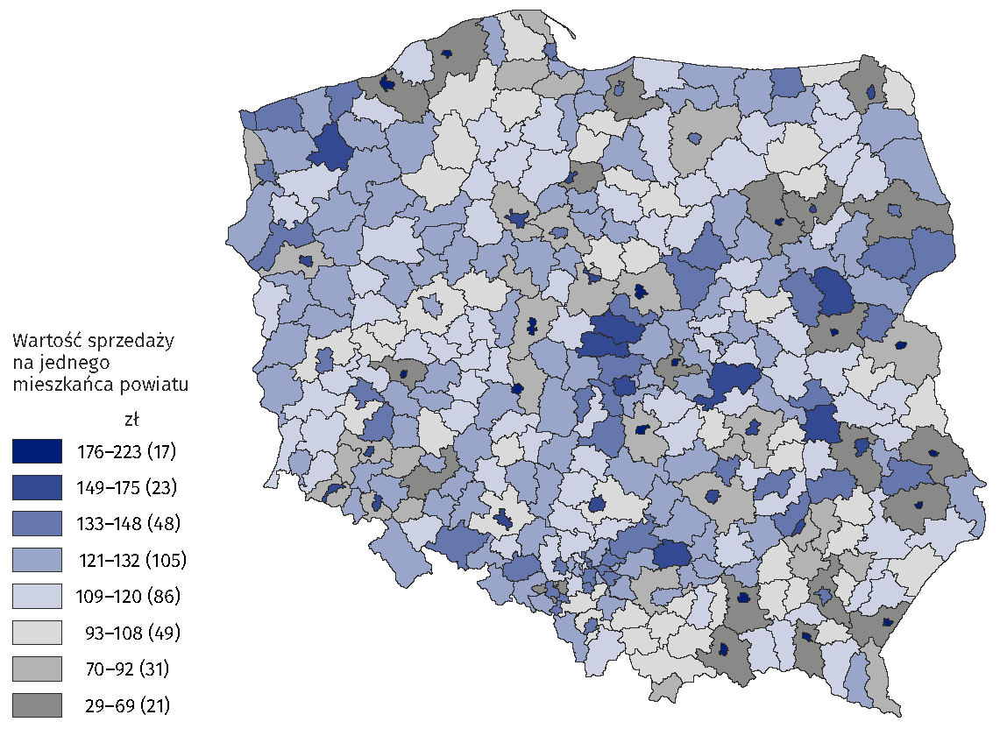 Wartość sprzedaży
na jednego
mieszkańca powiatu
zł
176–223 (17)
149–175 (23)
133–148 (48)
121–132 (105)
109–120 (86)
93–108 (49)
70–92 (31)
29–69 (21)